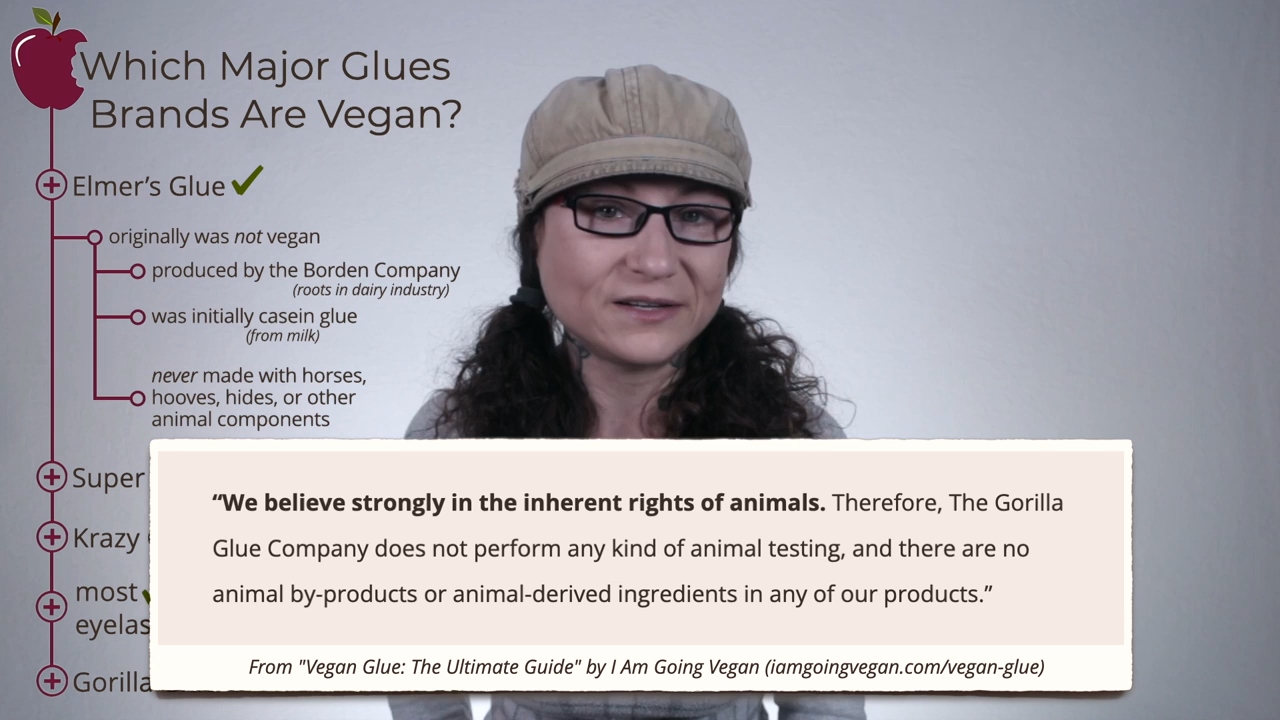 Which Major Glues
Brands Are Vegan?
Elmer's Glue
originally was not vegan
produced by the Borden Company
(roots in dairy industry)
was initially casein glue
(from milk)
never made with horses,
hooves, hides, or other
animal components
Super
Krazy
most
eyelas
Gorilla
“We believe strongly in the inherent rights of animals. Therefore, The Gorilla
Glue Company does not perform any kind of animal testing, and there are no
animal by-products or animal-derived ingredients in any of our products.”
From "Vegan Glue: The Ultimate Guide" by I Am Going Vegan (iamgoingvegan.com/vegan-glue)